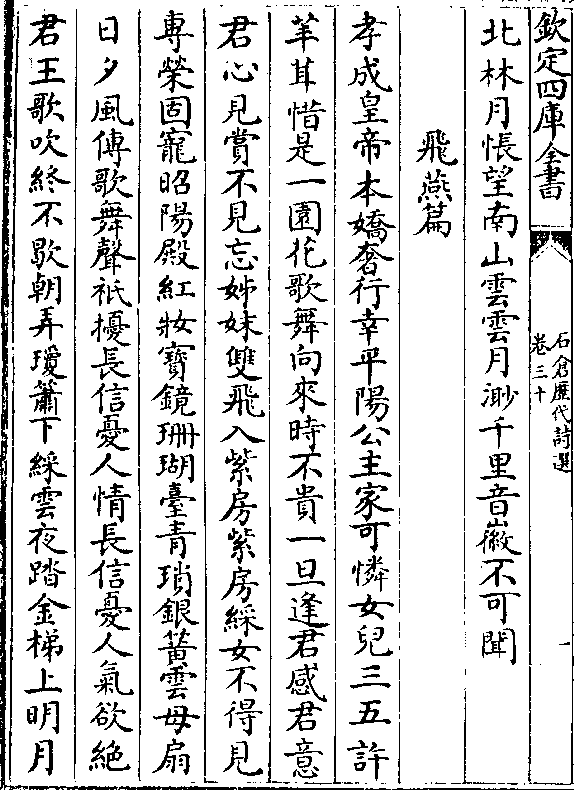 欽定四庫全書
石倉歷代詩選
卷三十
一
北林月悵望南山雲雲月渺千里音徽不可聞
飛燕篇
孝成皇帝本嬌奢行幸平陽公主家可憐女兒三五許
茸惜是一園花歌舞向來時不貴一旦逢君感君意
君心見賞不見忘姊妹雙飛入紫房紫房綵女不得見
專榮固寵昭陽殿紅妝寶鏡珊瑚臺青瑣銀簧雲母扇
日夕風傳歌舞聲祇擾長信憂人情長信憂人氣欲絶
君王歌吹終不歇朝弄瓊簫下綵雲夜踏金梯上明月